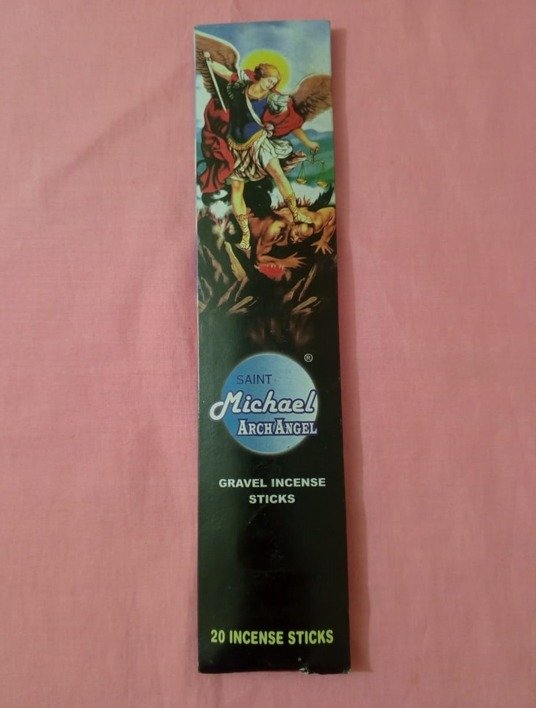 ®
SAINT
Michael
ARCH ANGEL
GRAVEL INCENSE
STICKS
20 INCENSE STICKS